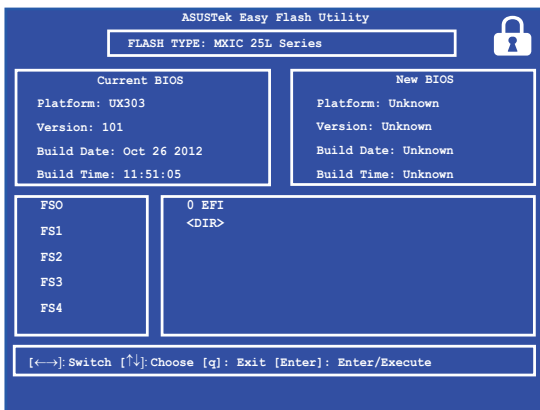 ASUSTek Easy Flash Utility
FLASH TYPE: MXIC 25L Series
Current BIOS
Platform: UX303
Version: 101
Build Date: Oct 26 2012
Build Time: 11:51:05
New BIOS
Platform: Unknown
Version: Unknown
Build Date: Unknown
Build Time: Unknown
FSO
FS1
FS2
FS3
FS4
0 EFI
<DIR>
[←→]: Switch [↑↓]: Choose [q]: Exit [Enter]: Enter/Execute